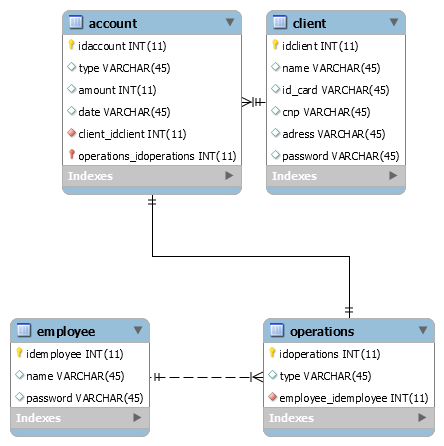 account
idaccount INT(11)
type VARCHAR(45)
amount INT(11)
date VARCHAR(45)
client_idclient INT(11)
operations_idoperations INT(11)
Indexes
client
idclient INT(11)
name VARCHAR(45)
id_card VARCHAR(45)
cnp VARCHAR(45)
adress VARCHAR(45)
password VARCHAR(45)
Indexes
employee
idemployee INT(11)
name VARCHAR(45)
password VARCHAR(45)
Indexes
operations
idoperations INT(11)
type VARCHAR(45)
employee_idemployee INT(11)
Indexes